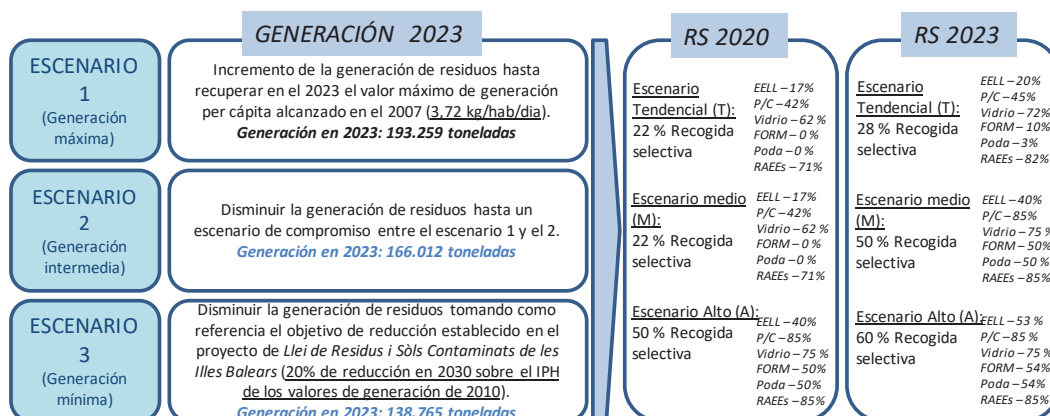 GENERACIÓN 2023
RS 2020
RS 2023
ESCENARIO
1
(Generación
máxima)
Incremento de la generación de residuos hasta
recuperar en el 2023 el valor máximo de generación
per cápita alcanzado en el 2007 (3,72 kg/hab/dia).
Generación en 2023: 193.259 toneladas
Escenario
Tendencial (T):
22 % Recogida
selectiva
EELL – 17%
P/C – 42%
Vidrio – 62 %
FORM – 0 %
Poda – 0 %
RAEEs – 71%
Escenario
Tendencial (T):
28 % Recogida
selectiva
EELL – 20%
P/C – 45%
Vidrio – 72%
FORM – 10%
Poda – 3%
RAEEs – 82%
ESCENARIO
2
(Generación
intermedia)
Disminuir la generación de residuos hasta un
escenario de compromiso entre el escenario 1 y el 2.
Generación en 2023: 166.012 toneladas
Escenario medio
(M):
22 % Recogida
selectiva
EELL – 17%
P/C – 42%
Vidrio – 62 %
FORM – 0 %
Poda – 0 %
RAEEs – 71%
Escenario medio
(M):
50 % Recogida
selectiva
EELL – 40%
P/C – 85%
Vidrio – 75 %
FORM – 50%
Poda – 50 %
RAEEs – 85%
ESCENARIO
3
(Generación
mínima)
Disminuir la generación de residuos tomando como
referencia el objetivo de reducción establecido en el
proyecto de Llei de Residus i Sòls Contaminats de les
Illes Balears (20% de reducción en 2030 sobre el IPH
de los valores de generación de 2010).
Generación en 2023: 138.765 toneladas
Escenario Alto (A):
50 % Recogida
selectiva
EELL – 40%
P/C – 85%
Vidrio – 75 %
FORM – 50%
Poda – 50%
RAEEs – 85%
Escenario Alto (A):
60 % Recogida
selectiva
EELL – 53 %
P/C – 85 %
Vidrio – 75 %
FORM – 54%
Poda – 54%
RAEEs – 85%